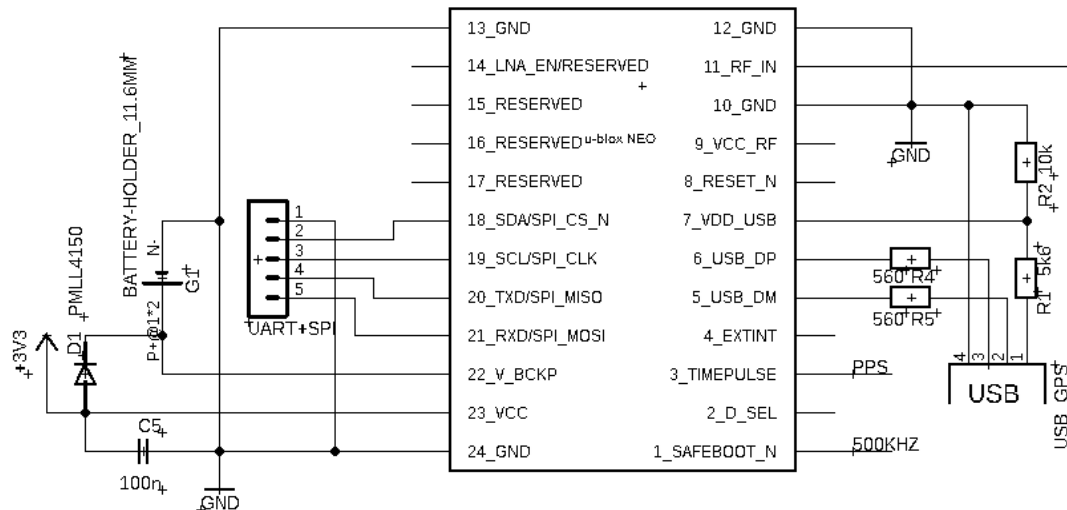 13_GND
14_LNA_EN/RESERVED
15_RESERVED
16_RESERVED
17_RESERVED
18_SDA/SPI_CS_N
19_SCL/SPI_CLK
20_TXD/SPI_MISO
21_RXD/SPI_MOSI
22_V_BCKP
23_VCC
24_GND
u-blox NEO
12_GND
11_RF_IN
10_GND
9_VCC_RF
8_RESET_N
7_VDD_USB
6_USB_DP
5_USB_DM
4_EXTINT
3_TIMEPULSE
2_D_SEL
1_SAFEBOOT_N
BATTERY-HOLDER_11.6MM
N-
G1
P+@1*2
PMLL4150
D1
+3V3
C5
100n
GND
1
2
3
4
5
UART+SPI
GND
R2
10k
R1
5k6
560 R4
560 R5
4
3
2
1
USB
USB_GPS
PPS
500KHZ